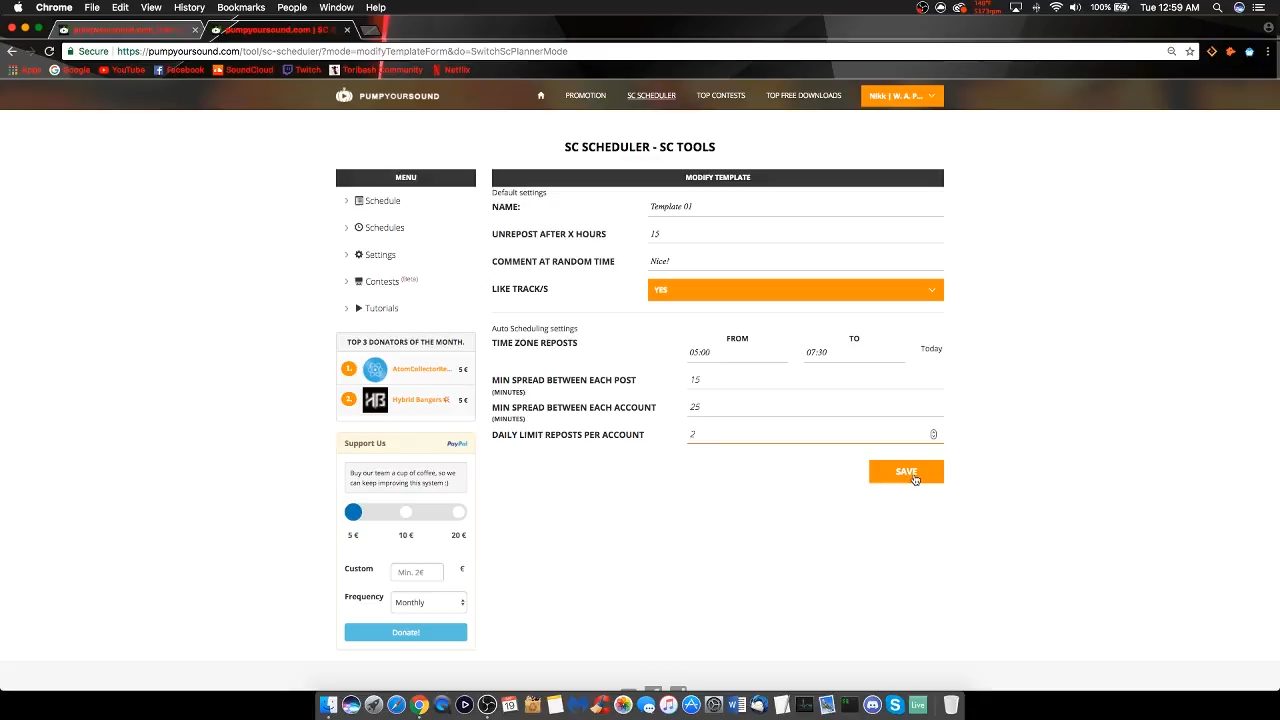 Chrome File Edit View History Bookmarks People Window Help
100% Tue 12:59 AM
pumpyoursound.com
pumpyoursound.com | SC
Secure https://pumpyoursound.com/tool/sc-scheduler/?mode=modifyTemplateForm&do=SwitchScPlannerMode
Apps Google YouTube Facebook SoundCloud Twitch Toribash Community Netflix
PUMPYOURSOUND PROMOTION SC SCHEDULER TOP CONTESTS TOP FREE DOWNLOADS Nikk | W. A. P...
SC SCHEDULER - SC TOOLS
MENU
Schedule
Schedules
Settings
Contests (Beta)
Tutorials
TOP 3 DONATORS OF THE MONTH.
1. AtomCollectorRe... 5 €
2. Hybrid Bangers 5 €
Support Us PayPal
Buy our team a cup of coffee, so we
can keep improving this system :)
5 € 10 € 20 €
Custom Min. 2€ €
Frequency Monthly
Donate!
MODIFY TEMPLATE
Default settings
NAME: Template 01
UNREPOST AFTER X HOURS 15
COMMENT AT RANDOM TIME Nice!
LIKE TRACK/S YES
Auto Scheduling settings
FROM TO
TIME ZONE REPOSTS 05:00 07:30 Today
MIN SPREAD BETWEEN EACH POST 15
(MINUTES)
MIN SPREAD BETWEEN EACH ACCOUNT 25
(MINUTES)
DAILY LIMIT REPOSTS PER ACCOUNT 2
SAVE
19
Live